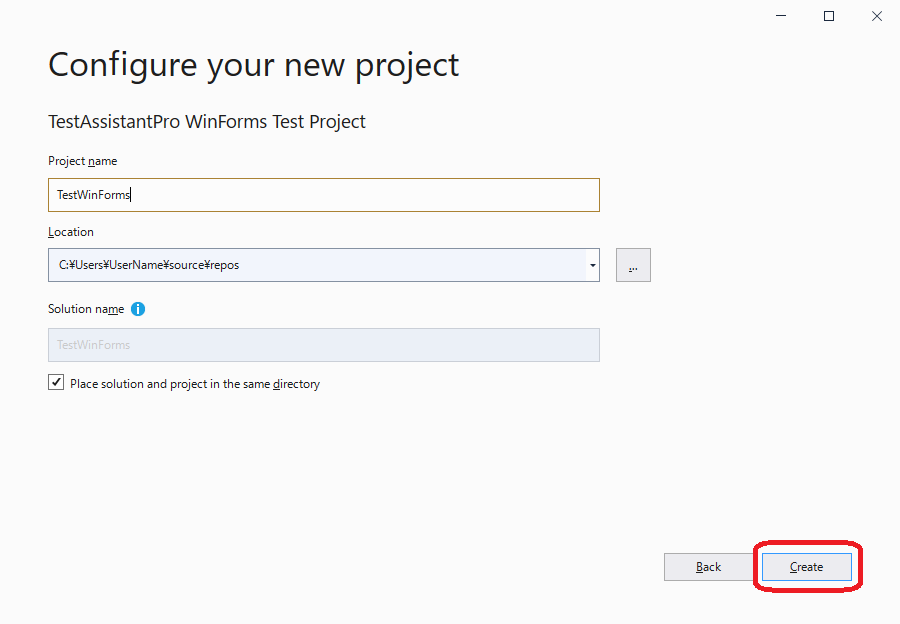 Configure your new project
TestAssistantPro WinForms Test Project
Project name
TestWinForms
Location
C:¥Users¥UserName¥source¥repos
...
Solution name
TestWinForms
Place solution and project in the same directory
Back
Create